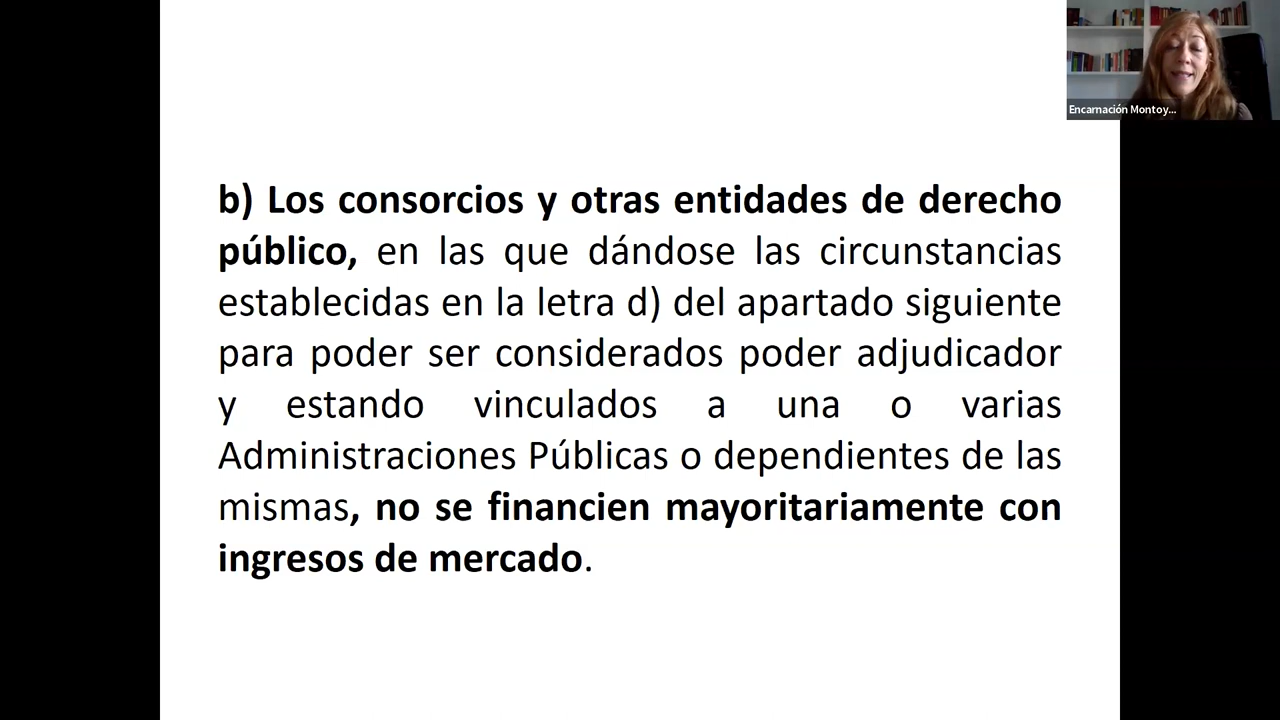 Encarnación Montoy...
b) Los consorcios y otras entidades de derecho
público, en las que dándose las circunstancias
establecidas en la letra d) del apartado siguiente
para poder ser considerados poder adjudicador
y estando vinculados a una o varias
Administraciones Públicas o dependientes de las
mismas, no se financien mayoritariamente con
ingresos de mercado.